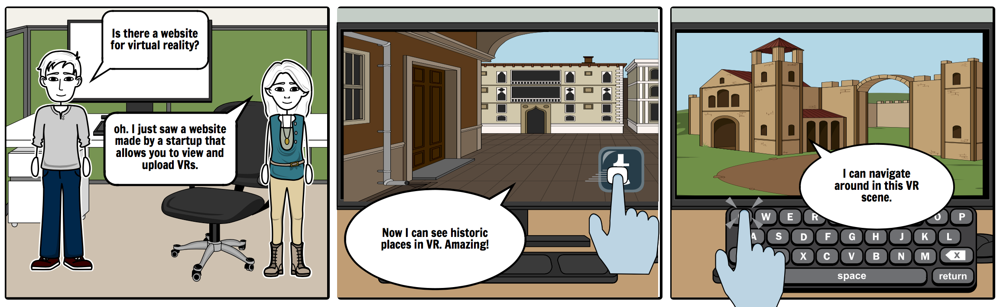 Is there a website
for virtual reality?
oh. I just saw a website
made by a startup that
allows you to view and
upload VRs.
Now I can see historic
places in VR. Amazing!
I can navigate
around in this VR
scene.
W E R O P
A S D F G H J K L
X C V B N M X
space return